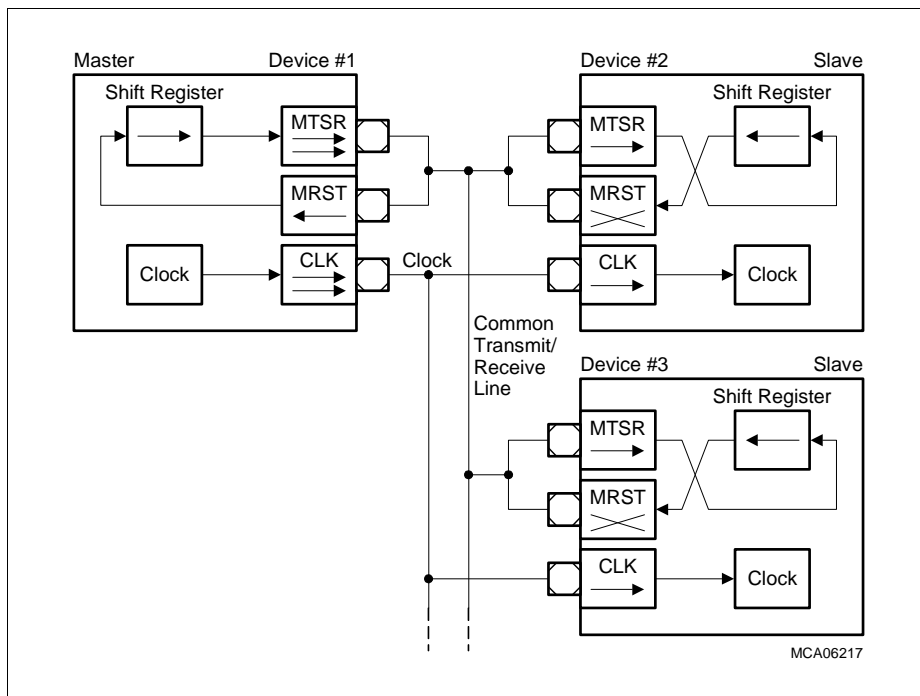 Master
Device #1
Shift Register
MTSR
MRST
Clock
CLK
Clock
Common
Transmit/
Receive
Line
Device #2
Slave
Shift Register
MTSR
MRST
CLK
Clock
Device #3
Slave
Shift Register
MTSR
MRST
CLK
Clock
MCA06217